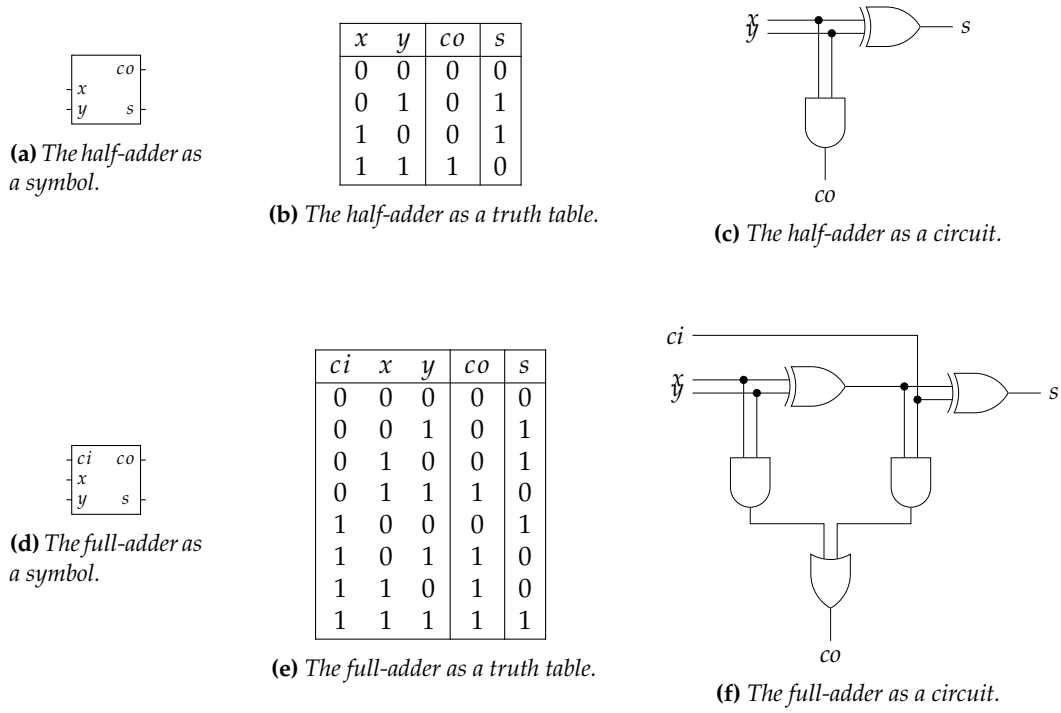 co
x
y s
(a) The half-adder as
a symbol.
x y co s
0 0 0 0
0 1 0 1
1 0 0 1
1 1 1 0
(b) The half-adder as a truth table.
x
y
s
co
(c) The half-adder as a circuit.
ci co
x
y s
(d) The full-adder as
a symbol.
ci x y co s
0 0 0 0 0
0 0 1 0 1
0 1 0 0 1
0 1 1 1 0
1 0 0 0 1
1 0 1 1 0
1 1 0 1 0
1 1 1 1 1
(e) The full-adder as a truth table.
ci
x
y
s
co
(f) The full-adder as a circuit.